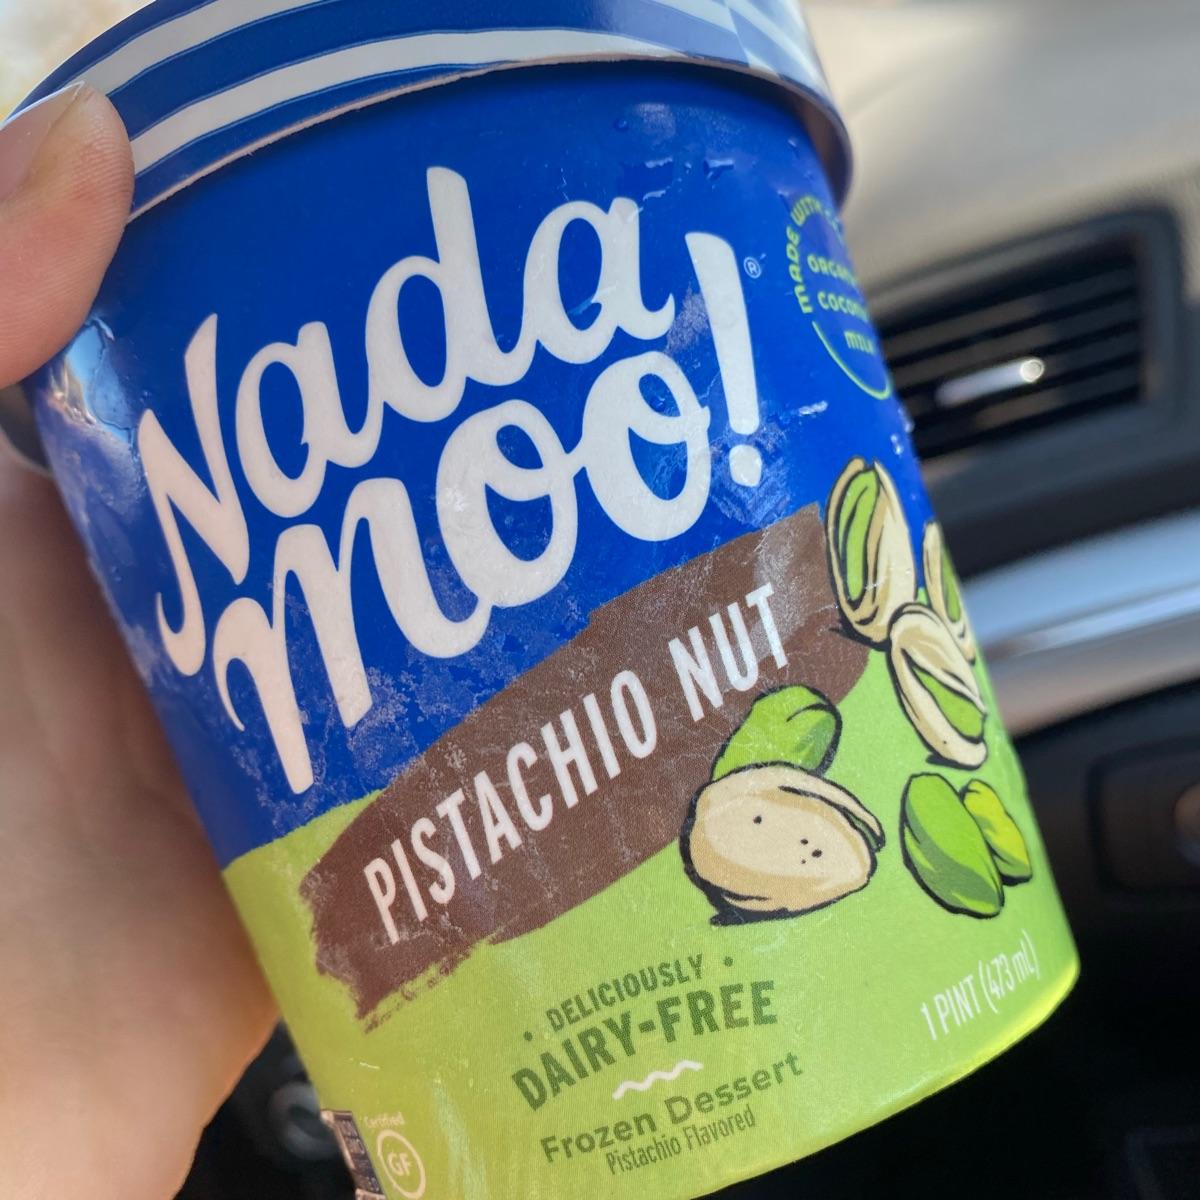 Nada
moo!
®
MADE WITH
MILK
PISTACHIO NUT
• DELICIOUSLY •
DAIRY-FREE
Frozen Dessert
Pistachio Flavored
1 PINT (473 mL)
Certified
GF